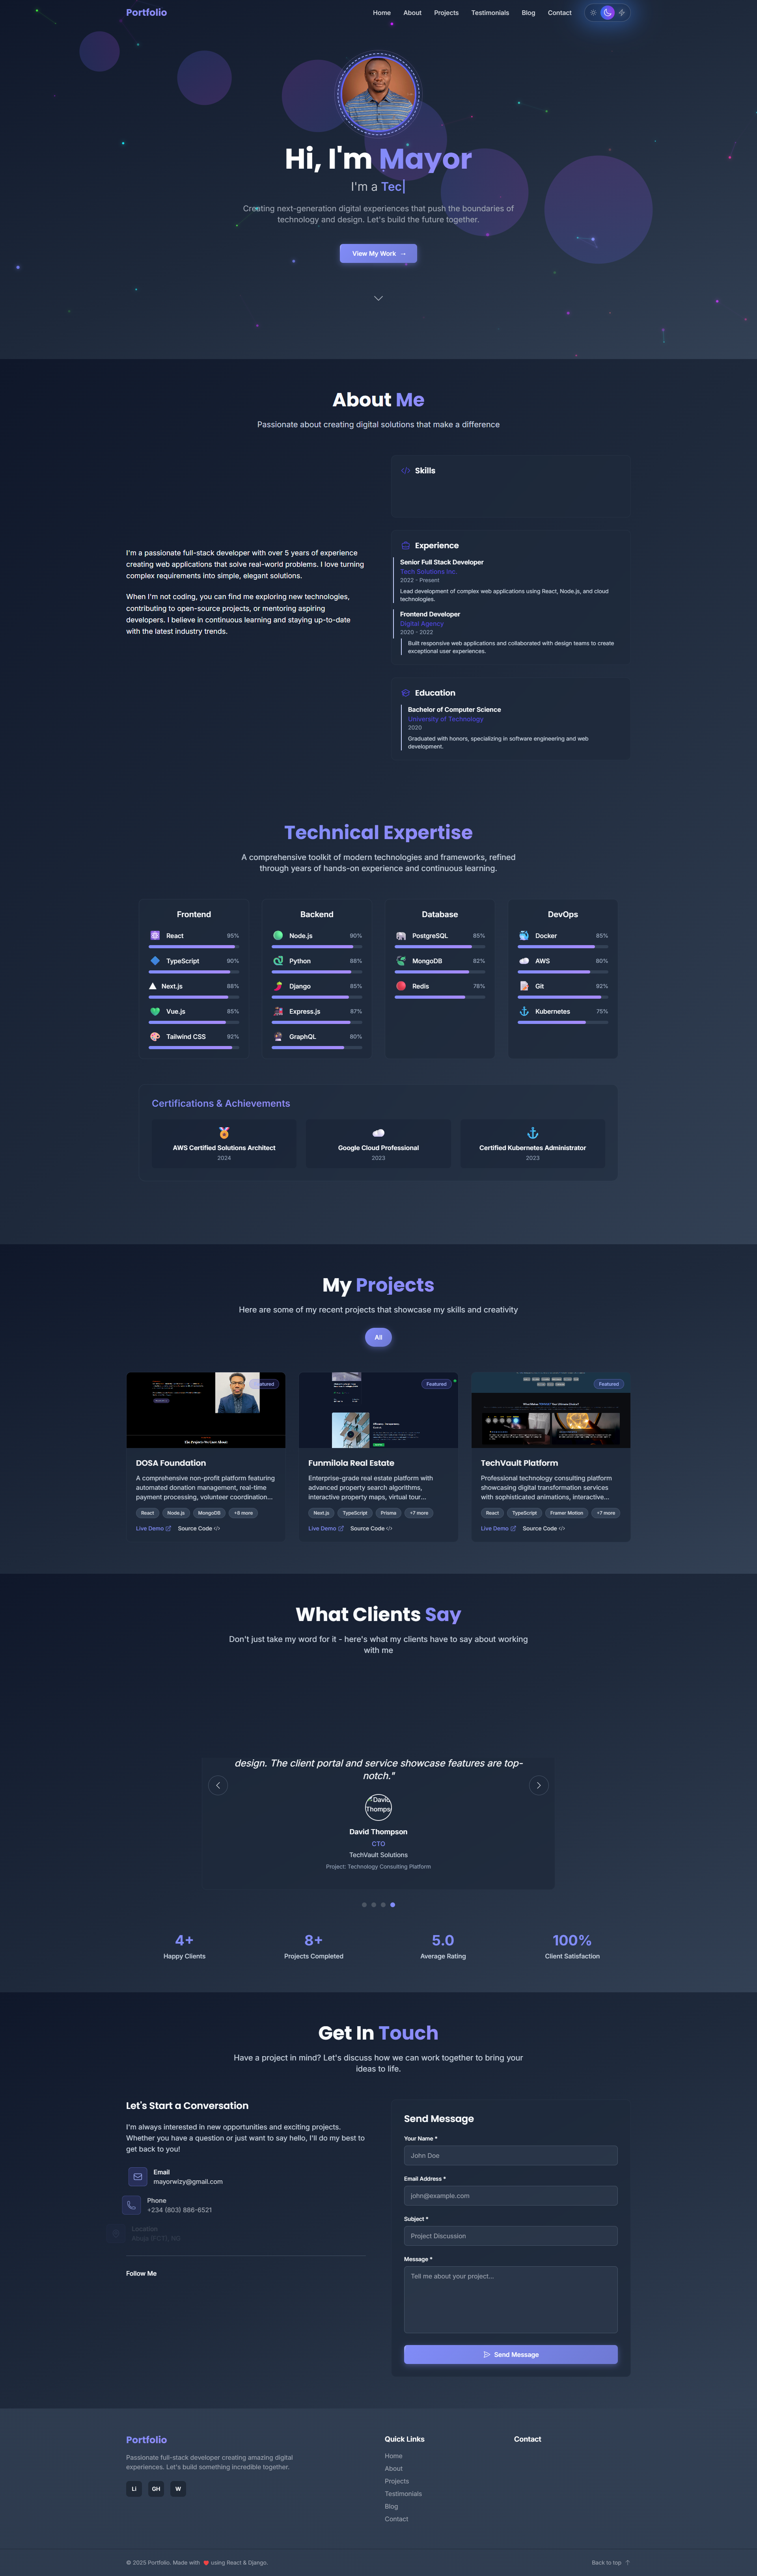 Portfolio
Home About Projects Testimonials Blog Contact
Hi, I'm Mayor
I'm a Tec|
Creating next-generation digital experiences that push the boundaries of
technology and design. Let's build the future together.
View My Work →
About Me
Passionate about creating digital solutions that make a difference
I'm a passionate full-stack developer with over 5 years of experience
creating web applications that solve real-world problems. I love turning
complex requirements into simple, elegant solutions.
When I'm not coding, you can find me exploring new technologies,
contributing to open-source projects, or mentoring aspiring
developers. I believe in continuous learning and staying up-to-date
with the latest industry trends.
Skills
Experience
Senior Full Stack Developer
Tech Solutions Inc.
2022 - Present
Lead development of complex web applications using React, Node.js, and cloud
technologies.
Frontend Developer
Digital Agency
2020 - 2022
Built responsive web applications and collaborated with design teams to create
exceptional user experiences.
Education
Bachelor of Computer Science
University of Technology
2020
Graduated with honors, specializing in software engineering and web
development.
Technical Expertise
A comprehensive toolkit of modern technologies and frameworks, refined
through years of hands-on experience and continuous learning.
Frontend
React 95%
TypeScript 90%
Next.js 88%
Vue.js 85%
Tailwind CSS 92%
Backend
Node.js 90%
Python 88%
Django 85%
Express.js 87%
GraphQL 80%
Database
PostgreSQL 85%
MongoDB 82%
Redis 78%
DevOps
Docker 85%
AWS 80%
Git 92%
Kubernetes 75%
Certifications & Achievements
AWS Certified Solutions Architect
2024
Google Cloud Professional
2023
Certified Kubernetes Administrator
2023
My Projects
Here are some of my recent projects that showcase my skills and creativity
All
DOSA Foundation
A comprehensive non-profit platform featuring
automated donation management, real-time
payment processing, volunteer coordination...
React Node.js MongoDB +8 more
Live Demo Source Code
Featured
Funmilola Real Estate
Enterprise-grade real estate platform with
advanced property search algorithms,
interactive property maps, virtual tour...
Next.js TypeScript Prisma +7 more
Live Demo Source Code
Featured
TechVault Platform
Professional technology consulting platform
showcasing digital transformation services
with sophisticated animations, interactive...
React TypeScript Framer Motion +7 more
Live Demo Source Code
What Clients Say
Don't just take my word for it - here's what my clients have to say about working
with me
design. The client portal and service showcase features are top-
notch."
David Thompson
CTO
TechVault Solutions
Project: Technology Consulting Platform
4+ 8+ 5.0 100%
Happy Clients Projects Completed Average Rating Client Satisfaction
Get In Touch
Have a project in mind? Let's discuss how we can work together to bring your
ideas to life.
Let's Start a Conversation
I'm always interested in new opportunities and exciting projects.
Whether you have a question or just want to say hello, I'll do my best to
get back to you!
Email
mayorwizy@gmail.com
Phone
+234 (803) 886-6521
Location
Follow Me
Send Message
Your Name *
John Doe
Email Address *
john@example.com
Subject *
Project Discussion
Message *
Tell me about your project...
Send Message
Portfolio
Passionate full-stack developer creating amazing digital
experiences. Let's build something incredible together.
LI GH W
Quick Links
Home
About
Projects
Testimonials
Blog
Contact
Contact
© 2025 Portfolio. Made with ❤️ using React & Django.
Back to top ↑